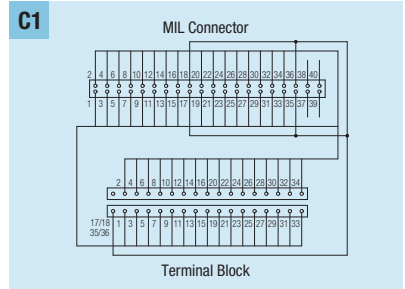 C1
MIL Connector
2 4 6 8 10 12 14 16 18 20 22 24 26 28 30 32 34 36 38 40
1 3 5 7 9 11 13 15 17 19 21 23 25 27 29 31 33 35 37 39
2 4 6 8 10 12 14 16 20 22 24 26 28 30 32 34
17/18 1 3 5 7 9 11 13 15 19 21 23 25 27 29 31 33
35/36
Terminal Block